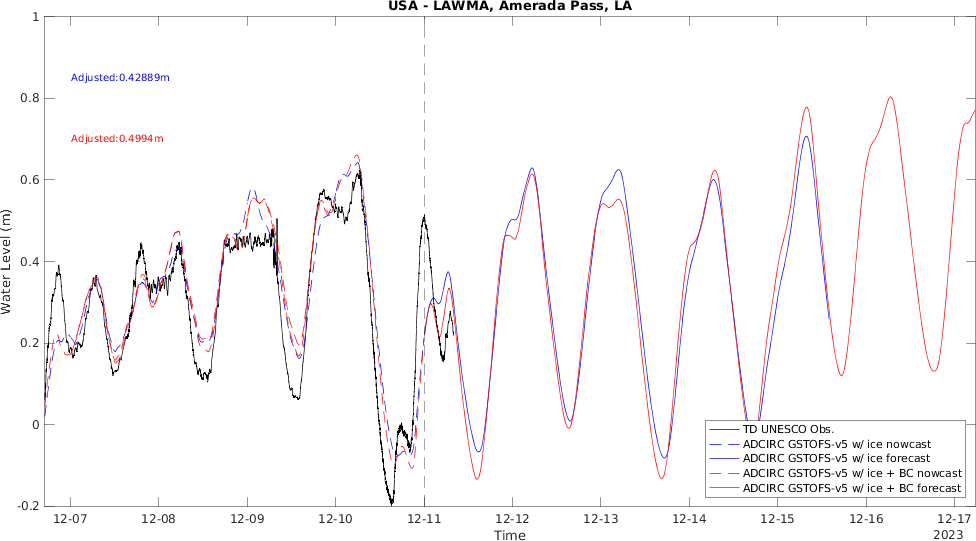 USA - LAWMA, Amerada Pass, LA
Water Level (m)
1
0.8
0.6
0.4
0.2
0
-0.2
Adjusted:0.42889m
Adjusted:0.4994m
TD UNESCO Obs.
ADCIRC GSTOFS-v5 w/ ice nowcast
ADCIRC GSTOFS-v5 w/ ice forecast
ADCIRC GSTOFS-v5 w/ ice + BC nowcast
ADCIRC GSTOFS-v5 w/ ice + BC forecast
12-07 12-08 12-09 12-10 12-11 12-12 12-13 12-14 12-15 12-16 12-17
Time
2023